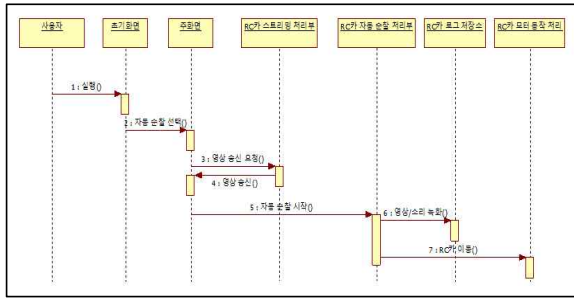 사용자
초기화면
주화면
RC카 스트리밍 처리부
RC카 자동 순찰 처리부
RC카 로그 저장소
RC카 모터 동작 처리
1 : 실행()
2 : 자동 순찰 선택()
3 : 영상 송신 요청()
4 : 영상 송신()
5 : 자동 순찰 시작()
6 : 영상/소리 녹화()
7 : RC카 이동()